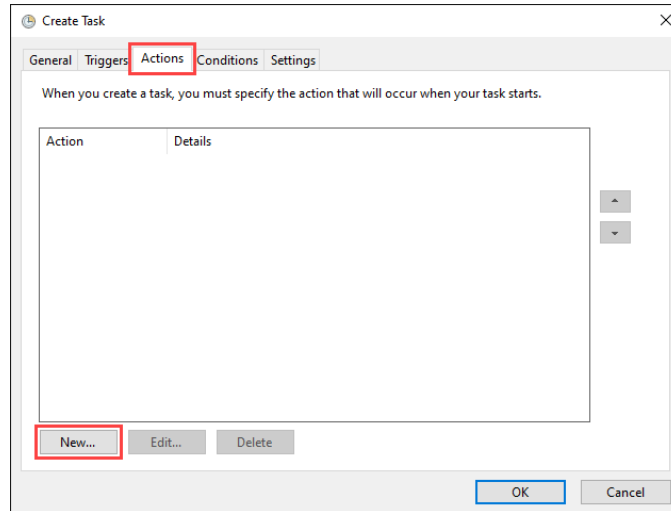 Create Task
General Triggers Actions Conditions Settings
When you create a task, you must specify the action that will occur when your task starts.
Action Details
New... Edit... Delete
OK Cancel